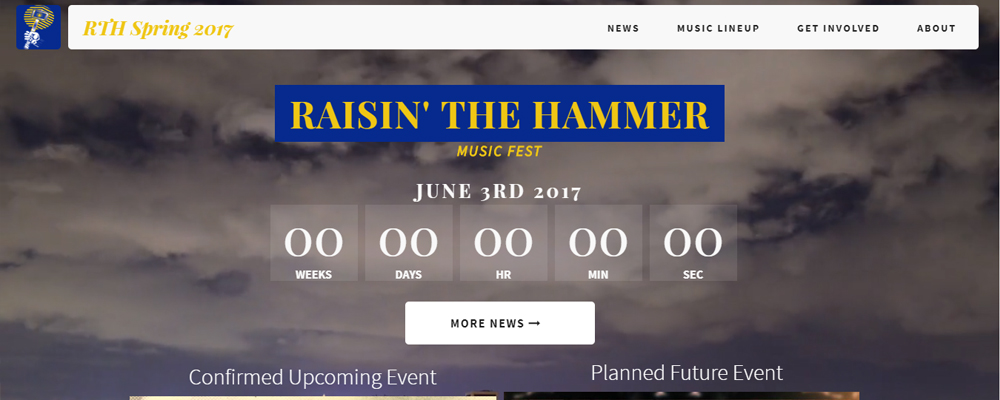 RTH Spring 2017
NEWS MUSIC LINEUP GET INVOLVED ABOUT
RAISIN' THE HAMMER
MUSIC FEST
JUNE 3RD 2017
00 00 00 00 00
WEEKS DAYS HR MIN SEC
MORE NEWS →
Confirmed Upcoming Event
Planned Future Event